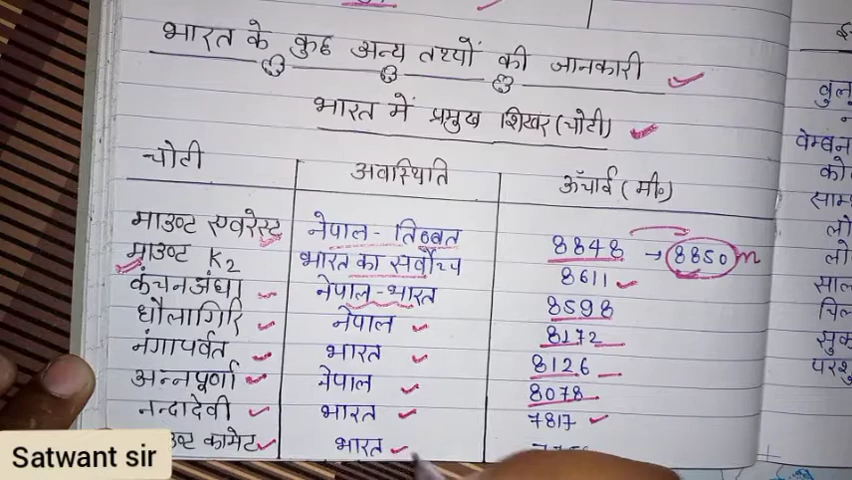 भारत के कुछ अन्य तथ्यों की जानकारी
भारत में प्रमुख शिखर (चोटी)
चोटी अवस्थिति ऊँचाई (मी०)
माउण्ट एवरेस्ट नेपाल - तिब्बत 8848 → 8850 m
माउण्ट K2 भारत का सर्वोच्च 8611
कंचनजंघा नेपाल - भारत 8598
धौलागिरि नेपाल 8172
नंगापर्वत भारत 8126
अन्नपूर्णा नेपाल 8078
नन्दादेवी भारत 7817
कामेट भारत
Satwant sir